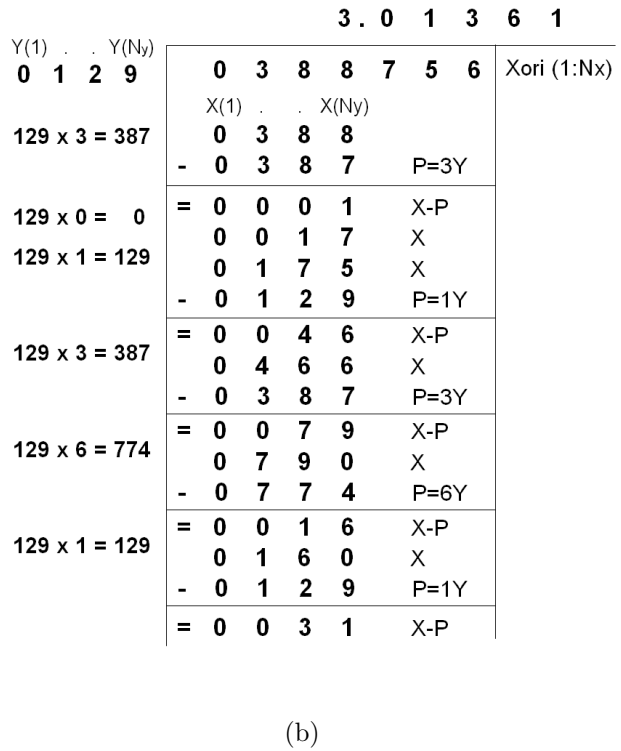 3 . 0 1 3 6 1
Y(1) . . Y(Ny)
0 1 2 9 0 3 8 8 7 5 6 Xori (1:Nx)
X(1) . . X(Ny)
129 x 3 = 387 0 3 8 8
- 0 3 8 7 P=3Y
129 x 0 = 0 = 0 0 0 1 X-P
0 0 1 7 X
129 x 1 = 129 0 1 7 5 X
- 0 1 2 9 P=1Y
129 x 3 = 387 = 0 0 4 6 X-P
0 4 6 6 X
- 0 3 8 7 P=3Y
129 x 6 = 774 = 0 0 7 9 X-P
0 7 9 0 X
- 0 7 7 4 P=6Y
129 x 1 = 129 = 0 0 1 6 X-P
0 1 6 0 X
- 0 1 2 9 P=1Y
= 0 0 3 1 X-P
(b)